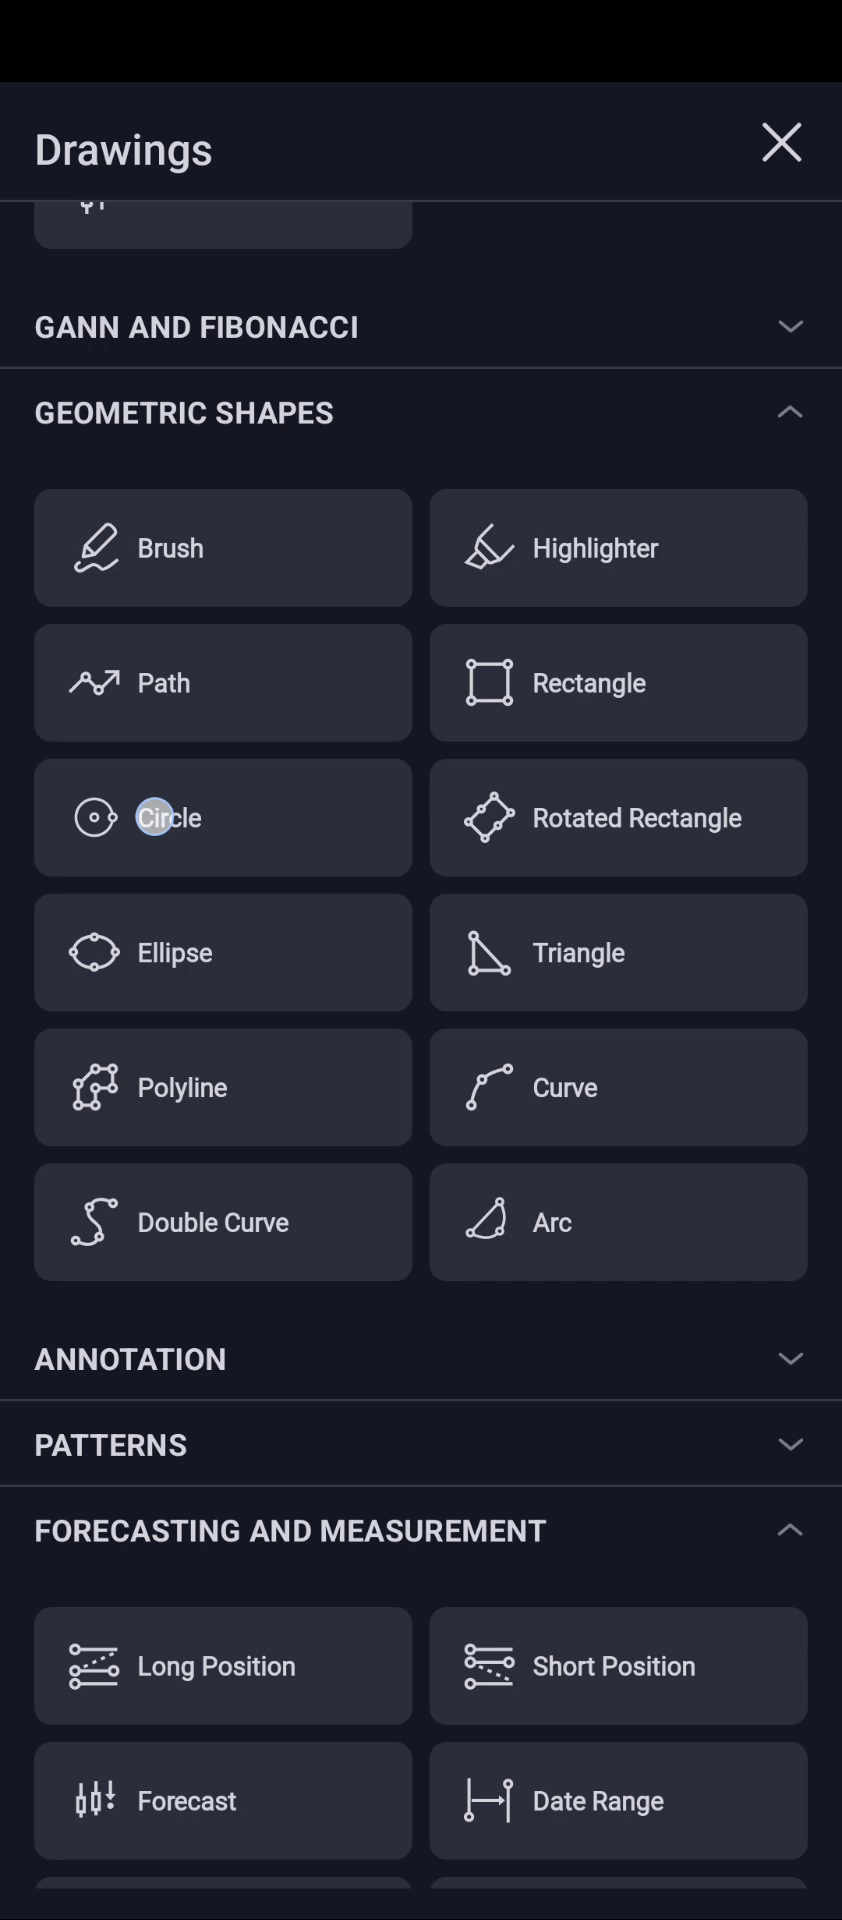 Drawings
GANN AND FIBONACCI
GEOMETRIC SHAPES
Brush
Highlighter
Path
Rectangle
Circle
Rotated Rectangle
Ellipse
Triangle
Polyline
Curve
Double Curve
Arc
ANNOTATION
PATTERNS
FORECASTING AND MEASUREMENT
Long Position
Short Position
Forecast
Date Range